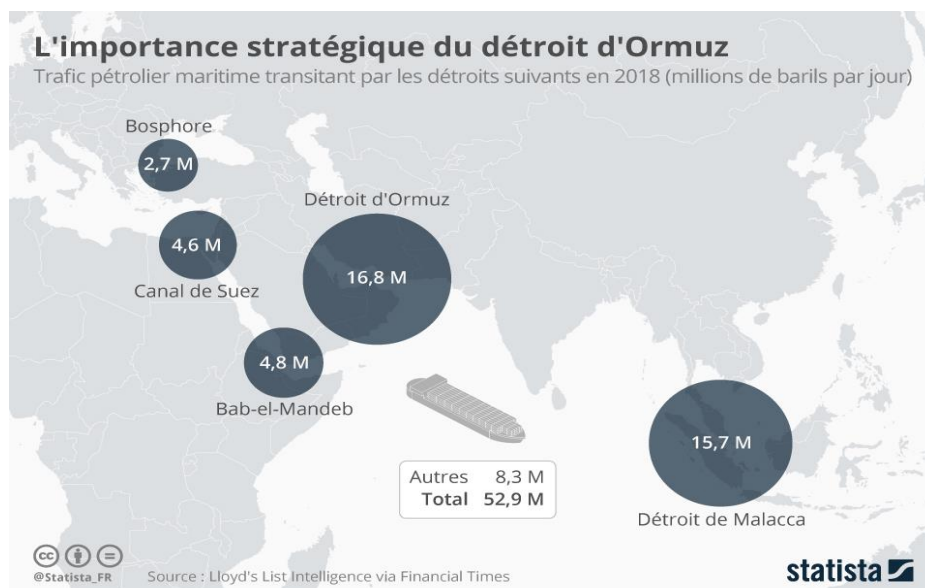 L'importance stratégique du détroit d'Ormuz
Trafic pétrolier maritime transitant par les détroits suivants en 2018 (millions de barils par jour)
Bosphore
2,7 M
Détroit d'Ormuz
4,6 M
16,8 M
Canal de Suez
4,8 M
Bab-el-Mandeb
15,7 M
Autres 8,3 M
Total 52,9 M
Détroit de Malacca
cc
@Statista_FR
Source : Lloyd's List Intelligence via Financial Times
statista